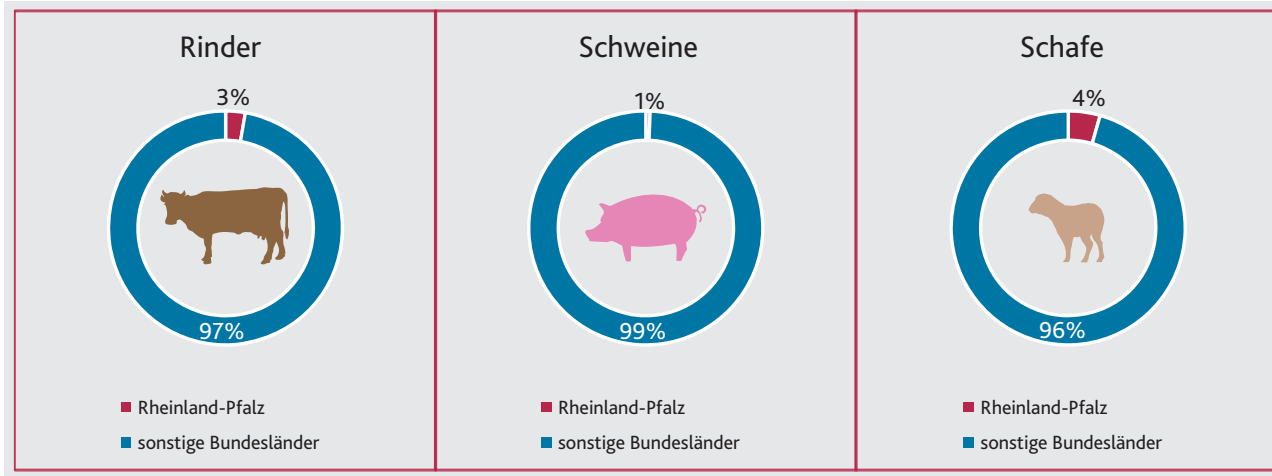 Rinder
3%
97%
Rheinland-Pfalz
sonstige Bundesländer
Schweine
1%
99%
Rheinland-Pfalz
sonstige Bundesländer
Schafe
4%
96%
Rheinland-Pfalz
sonstige Bundesländer